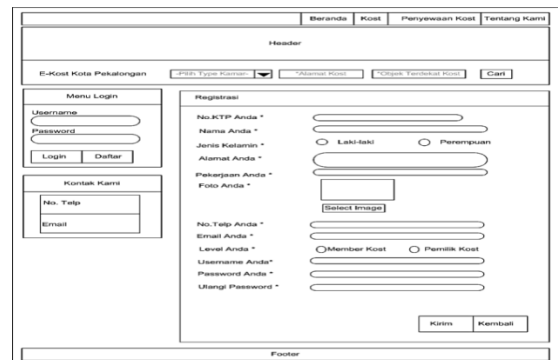 Beranda Kost Penyewaan Kost Tentang Kami
Header
E-Kost Kota Pekalongan -Pilih Type Kamar- *Alamat Kost *Objek Terdekat Kost Cari
Menu Login
Username
Password
Login Daftar
Kontak Kami
No. Telp
Email
Registrasi
No.KTP Anda *
Nama Anda *
Jenis Kelamin * Laki-laki Perempuan
Alamat Anda *
Pekerjaan Anda *
Foto Anda *
Select Image
No.Telp Anda *
Email Anda *
Level Anda * Member Kost Pemilik Kost
Username Anda*
Password Anda *
Ulangi Password *
Kirim Kembali
Footer